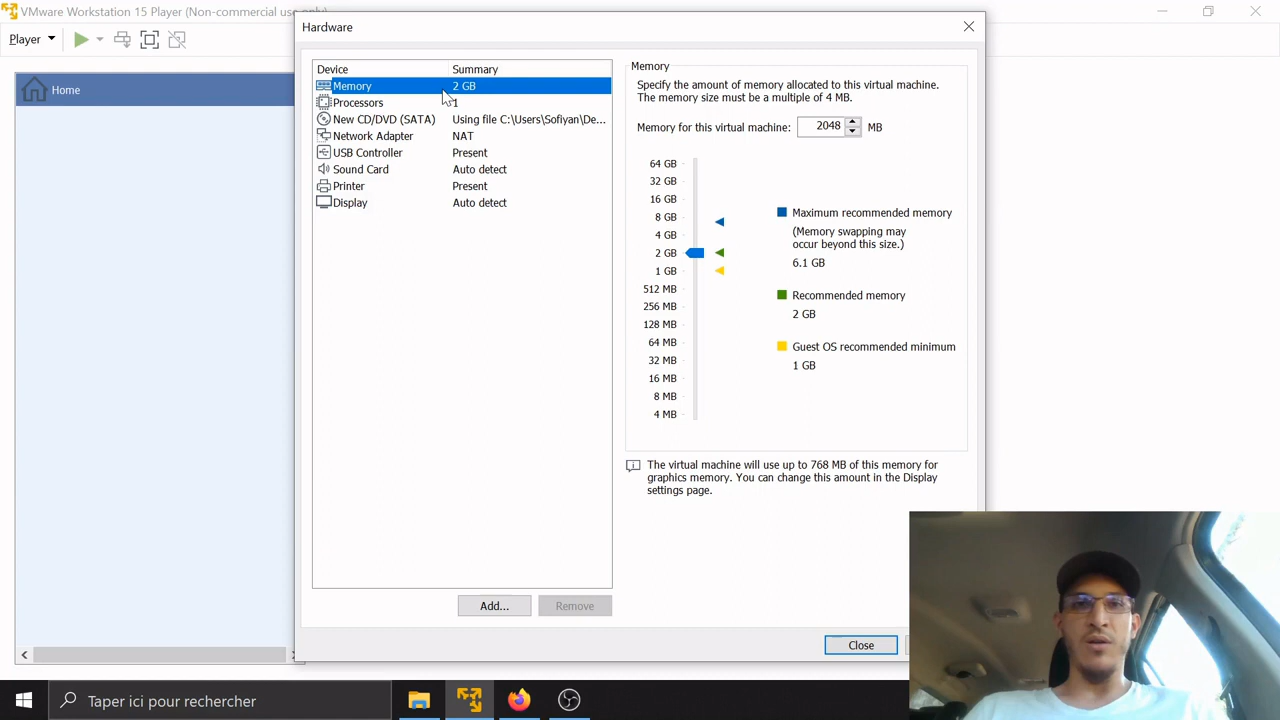 VMware Workstation 15 Player (Non-commercial use only)
Hardware
Player
Home
Device Summary
Memory 2 GB
Processors 1
New CD/DVD (SATA) Using file C:\Users\Sofiyan\De...
Network Adapter NAT
USB Controller Present
Sound Card Auto detect
Printer Present
Display Auto detect
Add...
Remove
Memory
Specify the amount of memory allocated to this virtual machine.
The memory size must be a multiple of 4 MB.
Memory for this virtual machine: 2048 MB
64 GB
32 GB
16 GB
8 GB
4 GB
2 GB
1 GB
512 MB
256 MB
128 MB
64 MB
32 MB
16 MB
8 MB
4 MB
Maximum recommended memory
(Memory swapping may
occur beyond this size.)
6.1 GB
Recommended memory
2 GB
Guest OS recommended minimum
1 GB
The virtual machine will use up to 768 MB of this memory for
graphics memory. You can change this amount in the Display
settings page.
Close
Taper ici pour rechercher